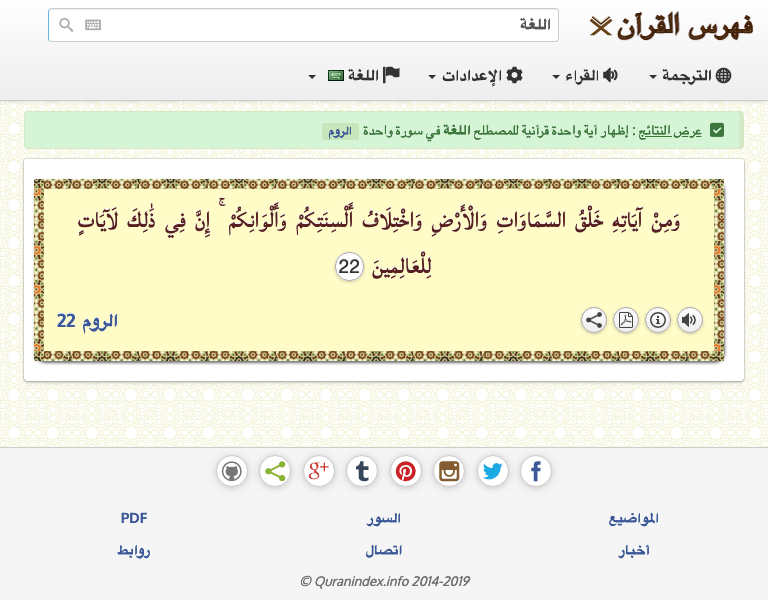 فهرس القرآن
اللغة
الترجمة القراء الإعدادات اللغة
عرض النتائج : إظهار آية واحدة قرآنية للمصطلح اللغة في سورة واحدة الروم
وَمِنْ آيَاتِهِ خَلْقُ السَّمَاوَاتِ وَالْأَرْضِ وَاخْتِلَافُ أَلْسِنَتِكُمْ وَأَلْوَانِكُمْ ۚ إِنَّ فِي ذَٰلِكَ لَآيَاتٍ
لِلْعَالِمِينَ 22
الروم 22
المواضيع السور PDF
أخبار اتصال روابط
© Quranindex.info 2014-2019